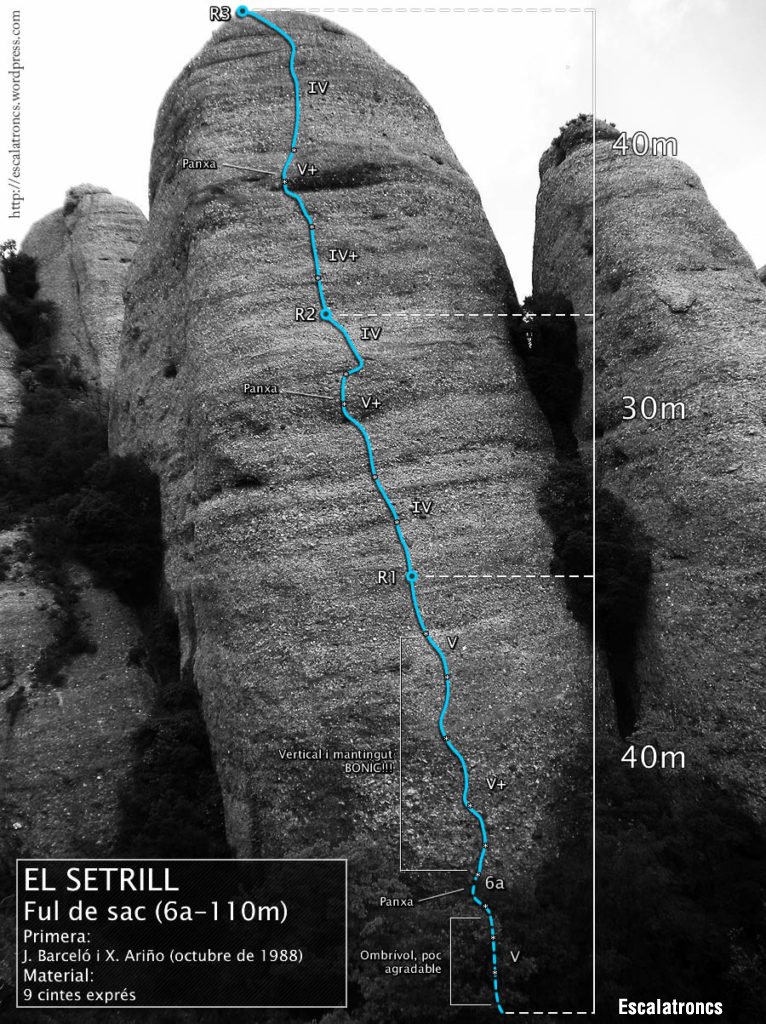 http://escalatroncs.wordpress.com
R3
IV
40m
Panxa
V+
IV+
R2
IV
Panxa
V+
30m
IV
R1
V
Vertical i mantingut
BONIC!!!
40m
V+
6a
Panxa
Ombrívol, poc
agradable
V
EL SETRILL
Ful de sac (6a-110m)
Primera:
J. Barceló i X. Ariño (octubre de 1988)
Material:
9 cintes exprés
Escalatroncs